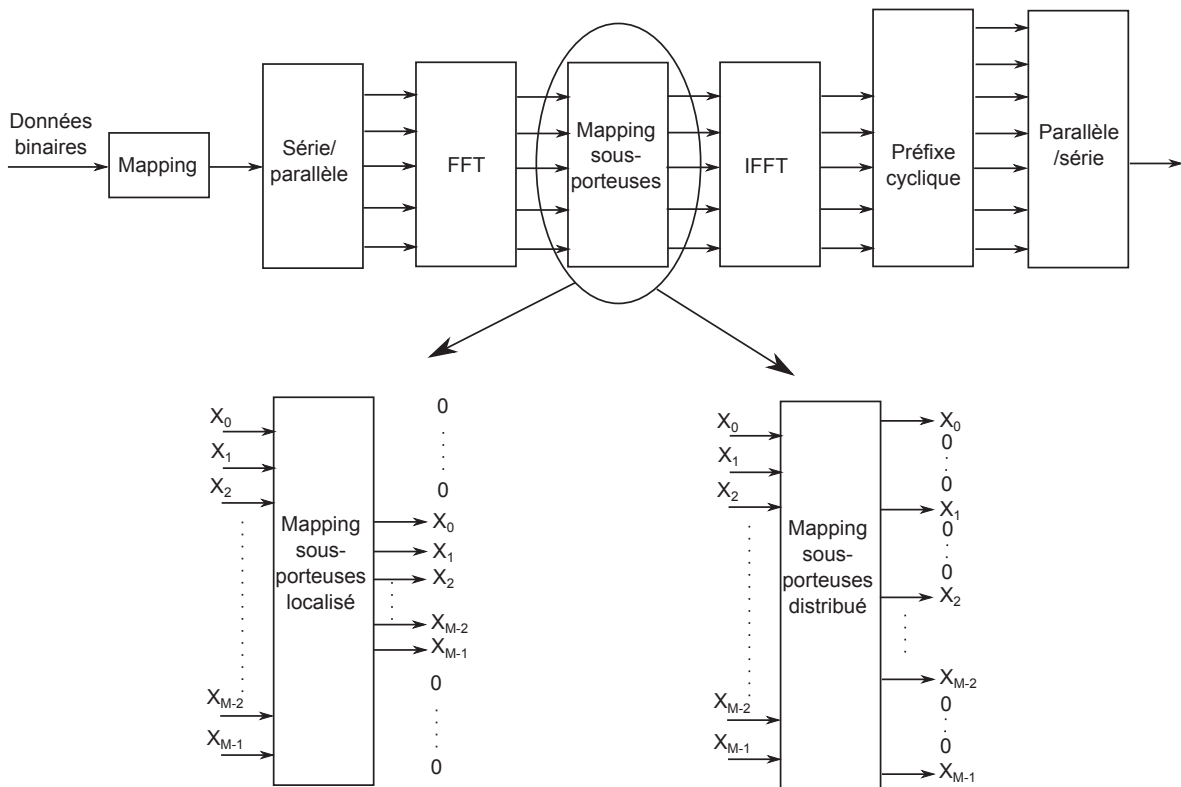 Données
binaires
Mapping
Série/
parallèle
FFT
Mapping
sous-
porteuses
IFFT
Préfixe
cyclique
Parallèle
/série
X0
X1
X2
XM-2
XM-1
Mapping
sous-
porteuses
localisé
0
0
X0
X1
X2
XM-2
XM-1
0
0
X0
X1
X2
XM-2
XM-1
Mapping
sous-
porteuses
distribué
X0
0
0
X1
0
0
X2
XM-2
0
0
XM-1